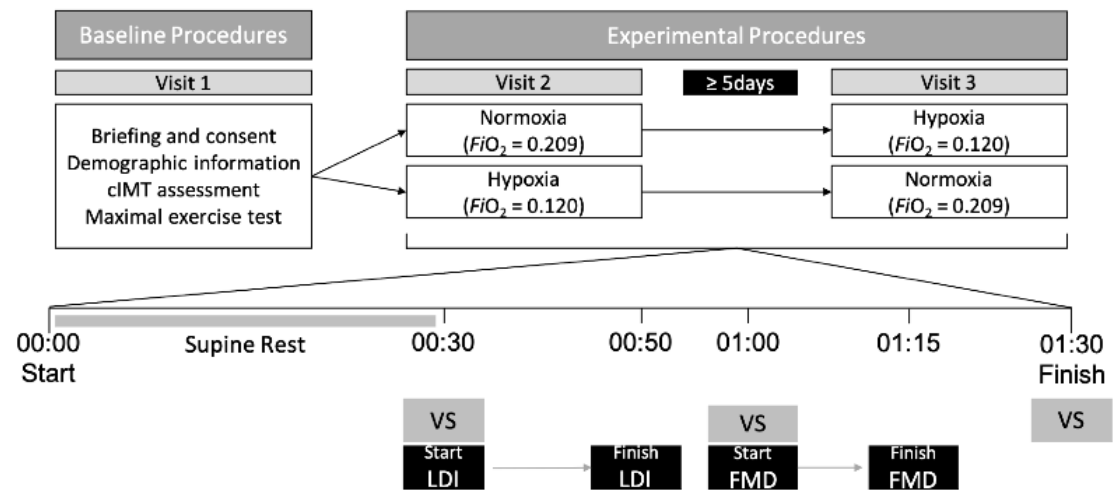 Baseline Procedures
Experimental Procedures
Visit 1
Visit 2
≥ 5days
Visit 3
Briefing and consent
Demographic information
cIMT assessment
Maximal exercise test
Normoxia
(FiO₂ = 0.209)
Hypoxia
(FiO₂ = 0.120)
Hypoxia
(FiO₂ = 0.120)
Normoxia
(FiO₂ = 0.209)
00:00
Start
Supine Rest
00:30
00:50
01:00
01:15
01:30
Finish
VS
VS
VS
Start
LDI
Finish
LDI
Start
FMD
Finish
FMD